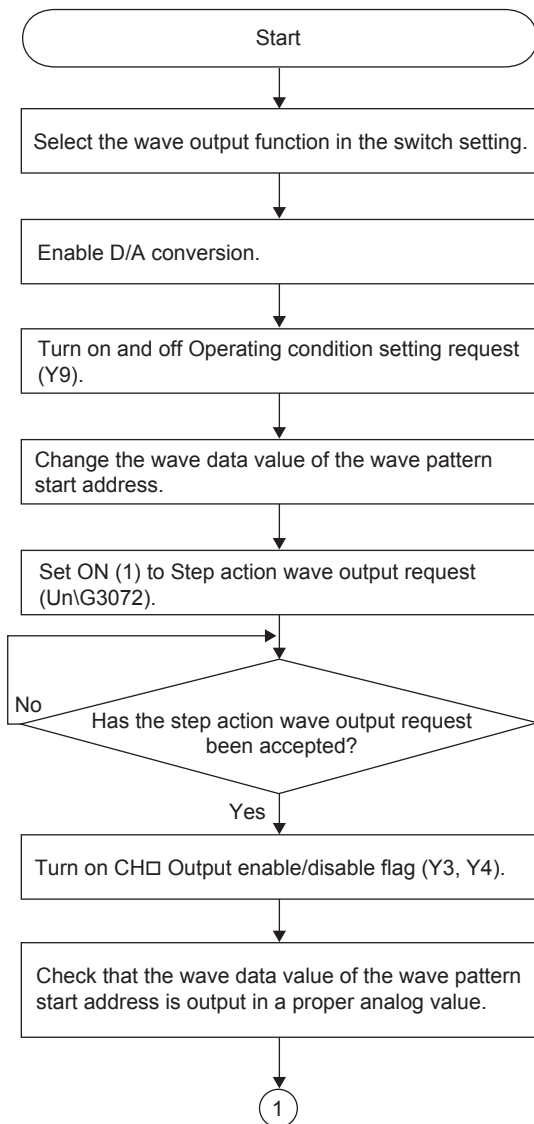 Start
Select the wave output function in the switch setting.
Enable D/A conversion.
Turn on and off Operating condition setting request
(Y9).
Change the wave data value of the wave pattern
start address.
Set ON (1) to Step action wave output request
(Un\G3072).
No
Has the step action wave output request
been accepted?
Yes
Turn on CH□ Output enable/disable flag (Y3, Y4).
Check that the wave data value of the wave pattern
start address is output in a proper analog value.
1